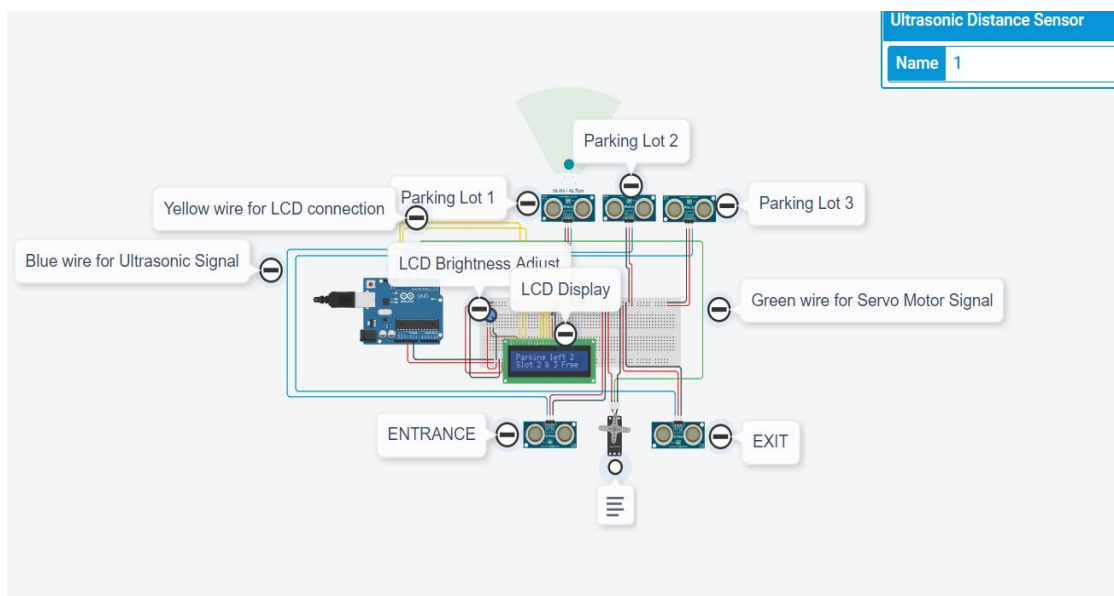 Ultrasonic Distance Sensor
Name 1
Parking Lot 2
Parking Lot 1
Parking Lot 3
Yellow wire for LCD connection
Blue wire for Ultrasonic Signal
LCD Brightness Adjust
LCD Display
Green wire for Servo Motor Signal
UNO
Parking left 2
Slot 2 & 3 Free
ENTRANCE
EXIT